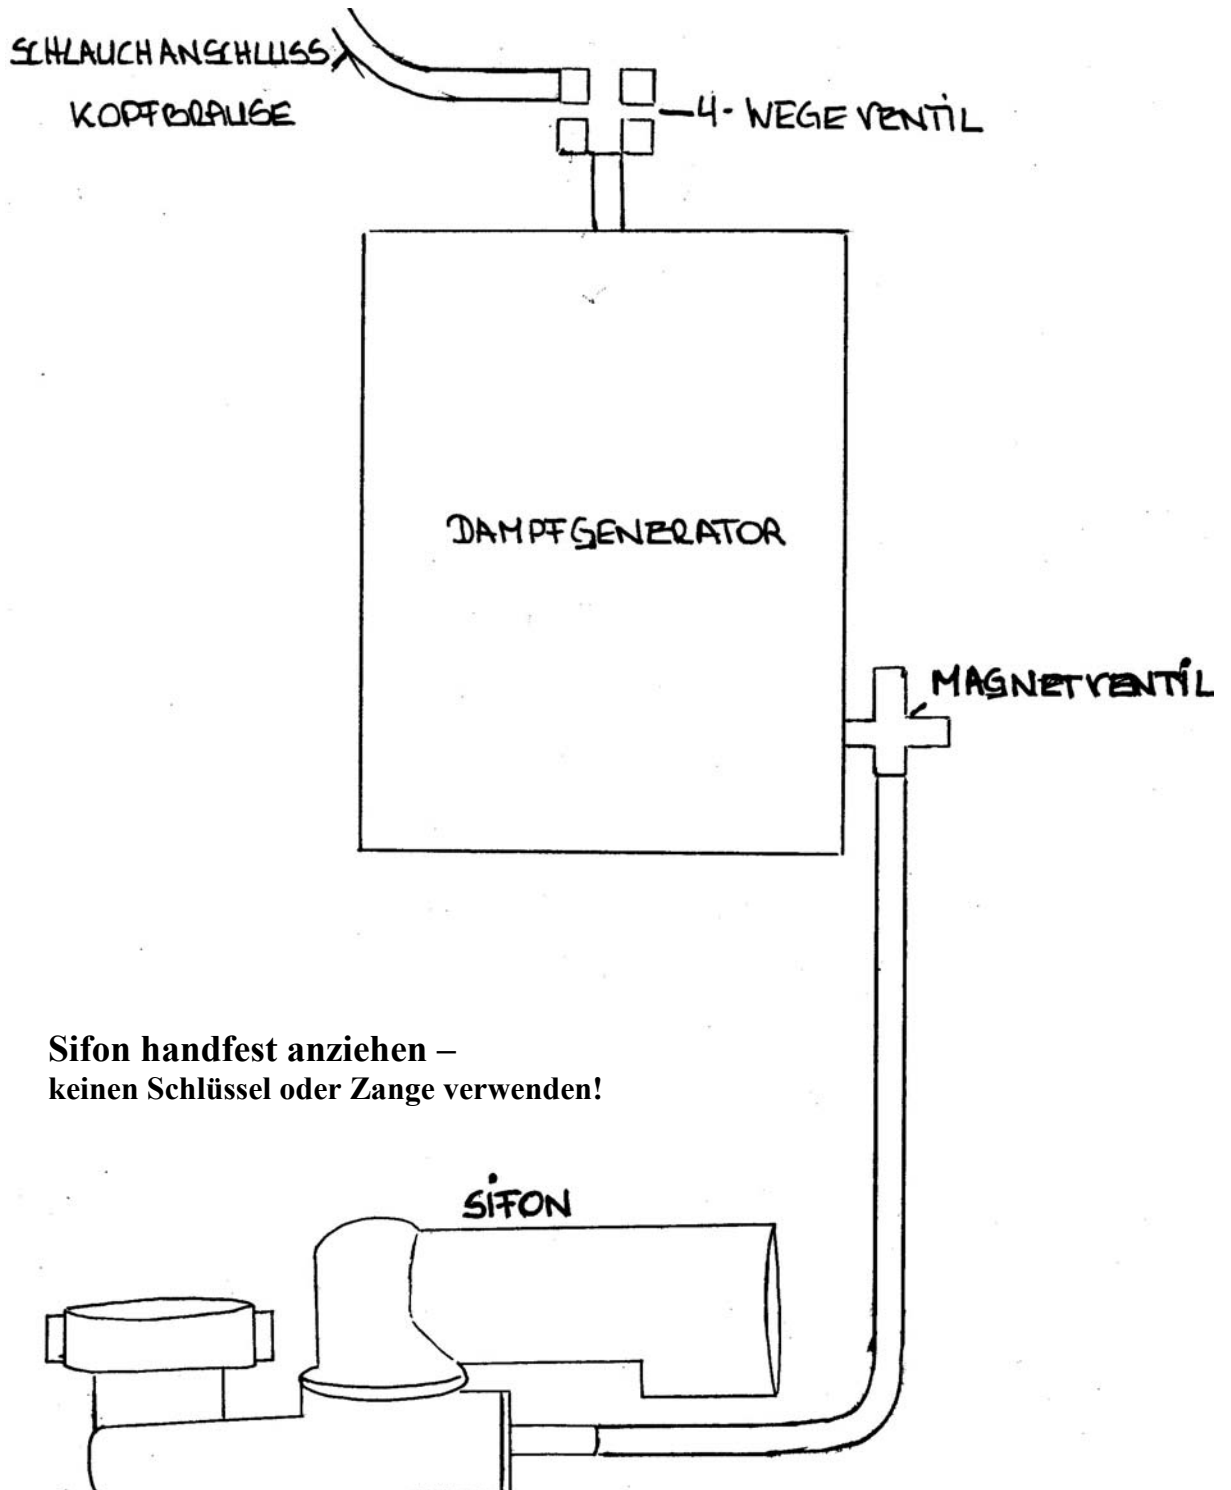 SCHLAUCHANSCHLUSS
KOPFBRAUSE
4-WEGE VENTIL
DAMPFGENERATOR
MAGNETVENTIL
Sifon handfest anziehen –
keinen Schlüssel oder Zange verwenden!
SIFON